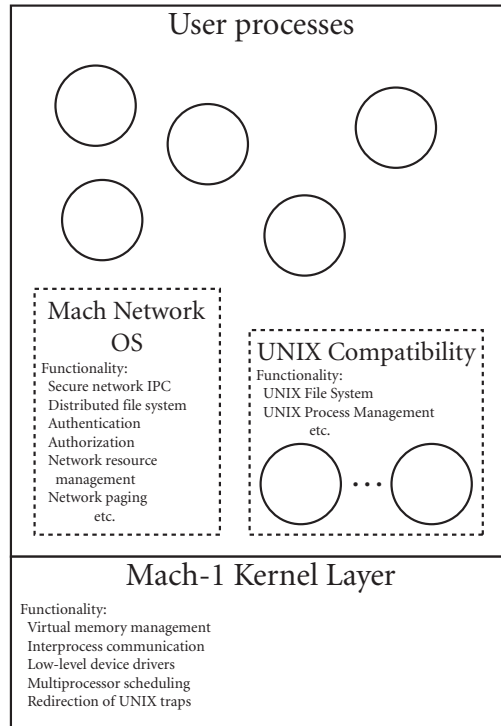 User processes
Mach Network
OS
Functionality:
Secure network IPC
Distributed file system
Authentication
Authorization
Network resource
management
Network paging
etc.
UNIX Compatibility
Functionality:
UNIX File System
UNIX Process Management
etc.
...
Mach-1 Kernel Layer
Functionality:
Virtual memory management
Interprocess communication
Low-level device drivers
Multiprocessor scheduling
Redirection of UNIX traps